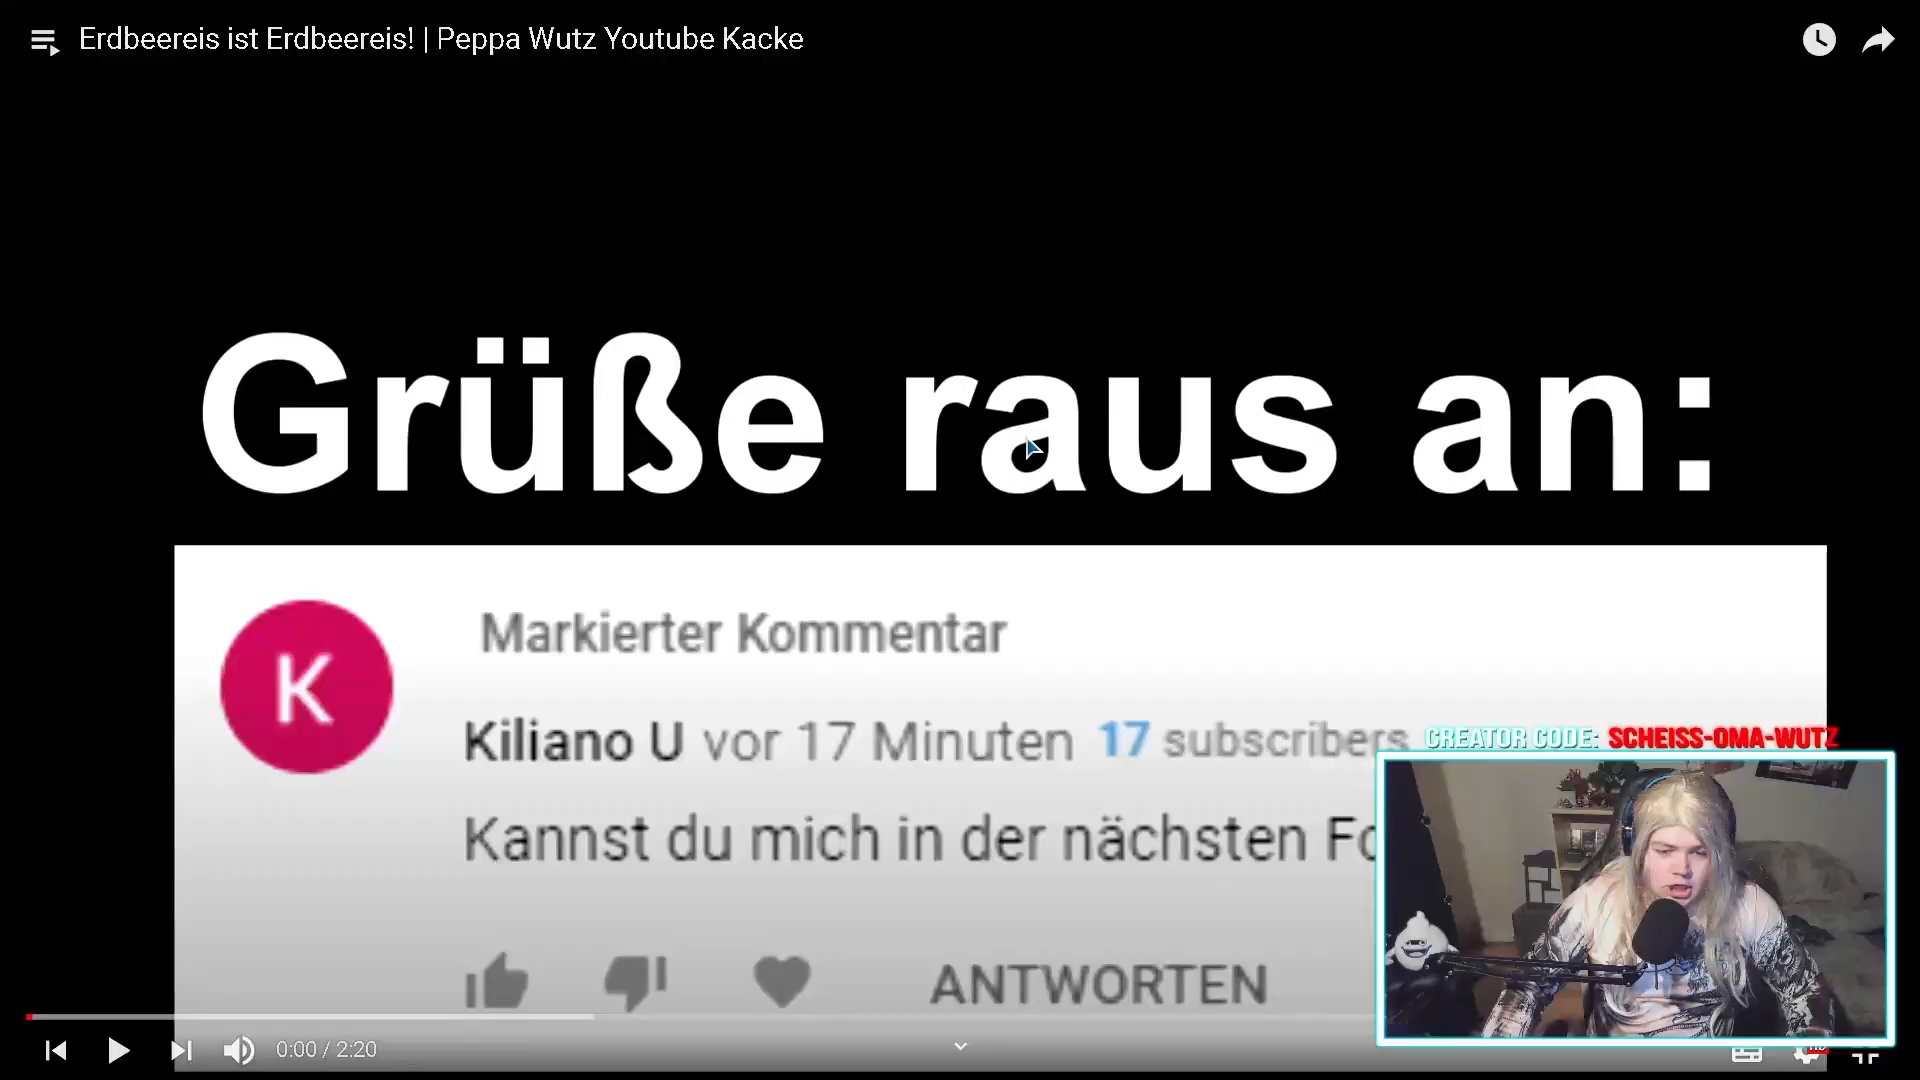 Erdbeereis ist Erdbeereis! | Peppa Wutz Youtube Kacke
Grüße raus an:
K
Markierter Kommentar
Kiliano U vor 17 Minuten 17 subscribers
CREATOR CODE: SCHEISS-OMA-WUTZ
Kannst du mich in der nächsten Fo
ANTWORTEN
0:00 / 2:20